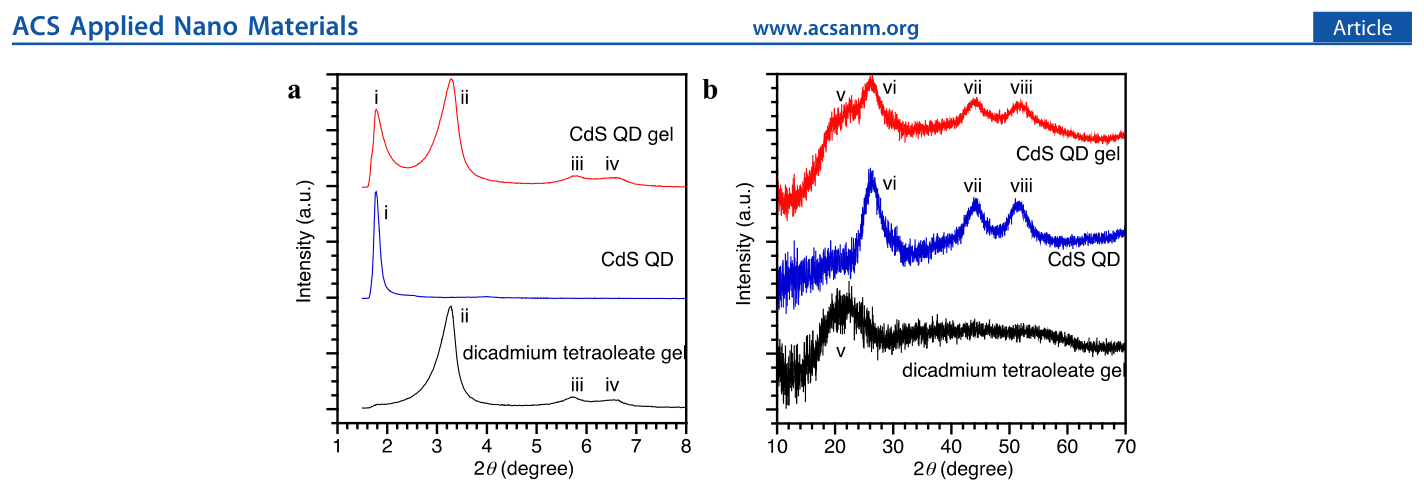 ACS Applied Nano Materials
www.acsanm.org
Article
a
i
ii
CdS QD gel
iii
iv
i
CdS QD
ii
dicadmium tetraoleate gel
iii
iv
Intensity (a.u.)
1 2 3 4 5 6 7 8
2θ (degree)
b
v
vi
vii
viii
CdS QD gel
vi
vii
viii
CdS QD
v
dicadmium tetraoleate gel
Intensity (a.u.)
10 20 30 40 50 60 70
2θ (degree)